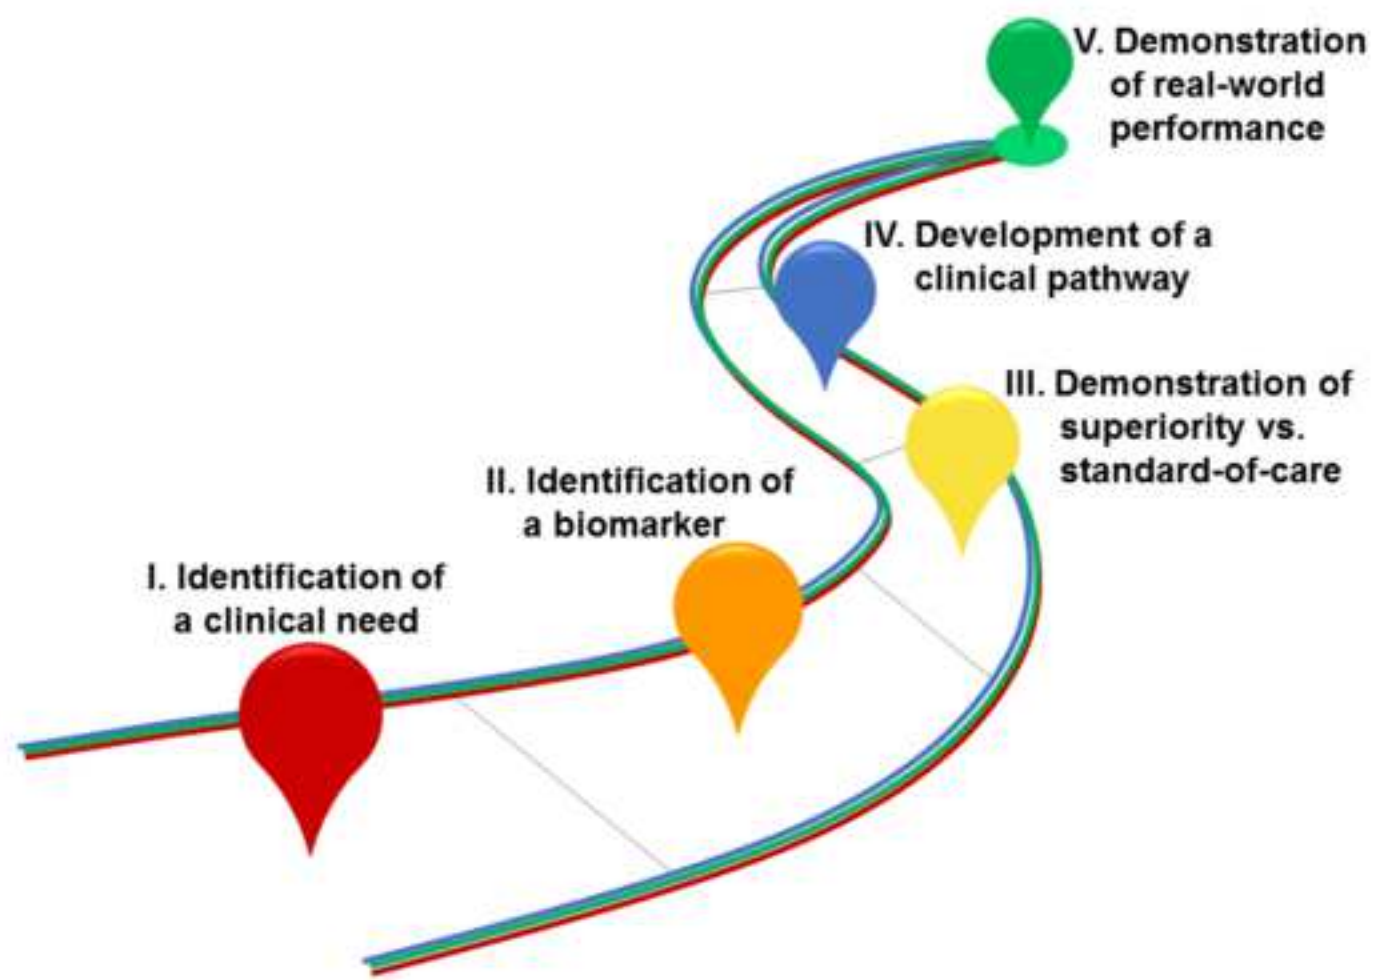 V. Demonstration
of real-world
performance
IV. Development of a
clinical pathway
III. Demonstration of
superiority vs.
standard-of-care
II. Identification of
a biomarker
I. Identification of
a clinical need